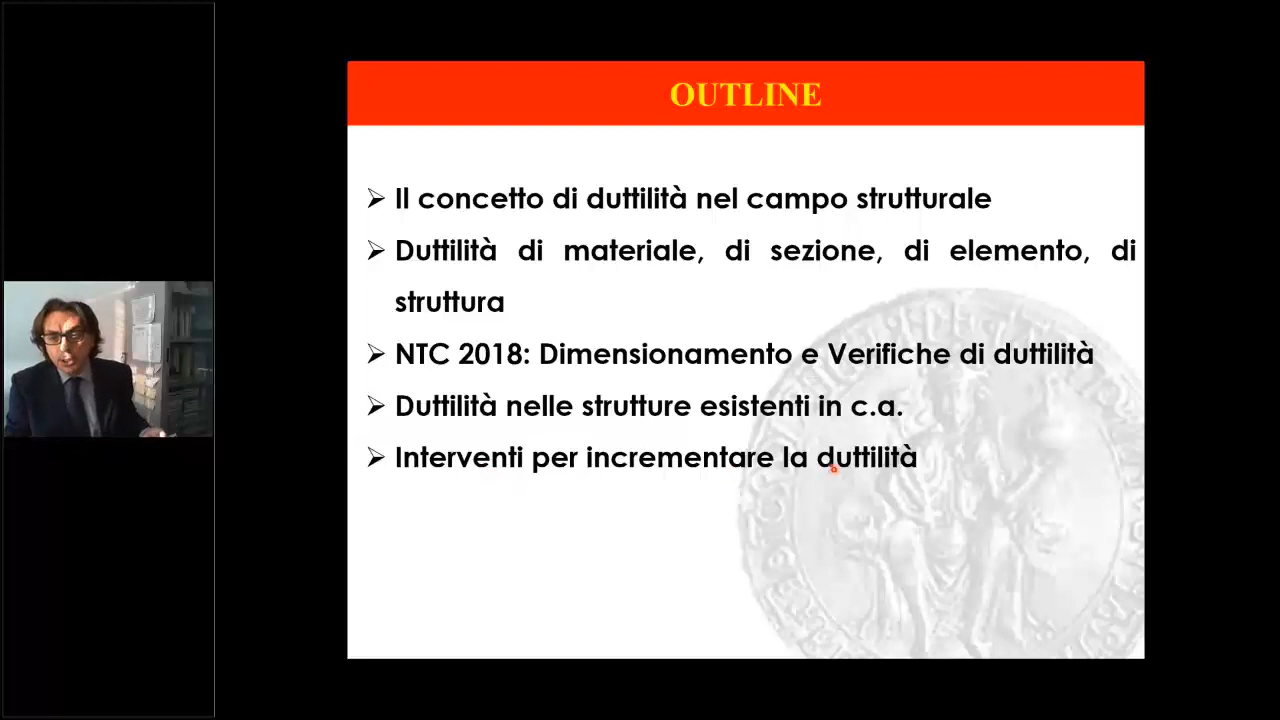 OUTLINE
➢ Il concetto di duttilità nel campo strutturale
➢ Duttilità di materiale, di sezione, di elemento, di
struttura
➢ NTC 2018: Dimensionamento e Verifiche di duttilità
➢ Duttilità nelle strutture esistenti in c.a.
➢ Interventi per incrementare la duttilità